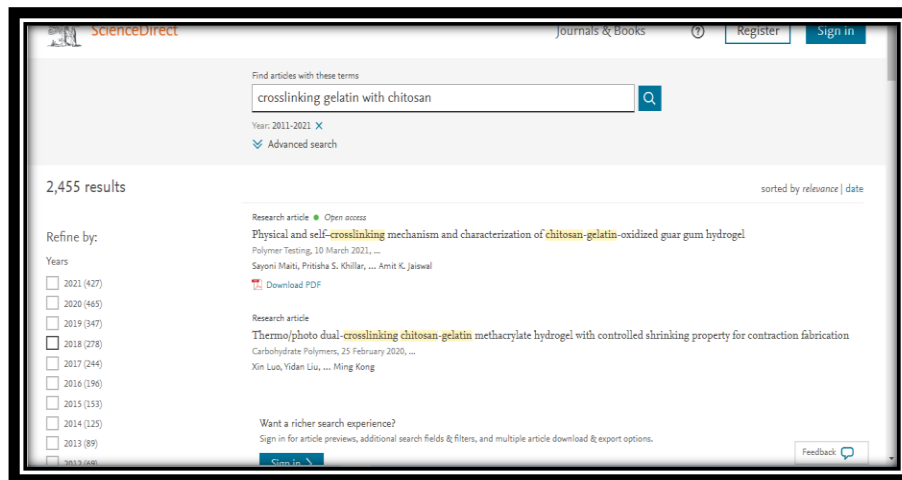 ScienceDirect
Journals & Books
?
Register
Sign in
Find articles with these terms
crosslinking gelatin with chitosan
Year: 2011-2021 X
Advanced search
2,455 results
sorted by relevance | date
Refine by:
Years
2021 (427)
2020 (465)
2019 (347)
2018 (278)
2017 (244)
2016 (196)
2015 (153)
2014 (125)
2013 (89)
2012 (69)
Research article Open access
Physical and self–crosslinking mechanism and characterization of chitosan-gelatin-oxidized guar gum hydrogel
Polymer Testing, 10 March 2021, ...
Sayoni Maiti, Pritisha S. Khillar, ... Amit K. Jaiswal
Download PDF
Research article
Thermo/photo dual-crosslinking chitosan-gelatin methacrylate hydrogel with controlled shrinking property for contraction fabrication
Carbohydrate Polymers, 25 February 2020, ...
Xin Luo, Yidan Liu, ... Ming Kong
Want a richer search experience?
Sign in for article previews, additional search fields & filters, and multiple article download & export options.
Sign in >
Feedback